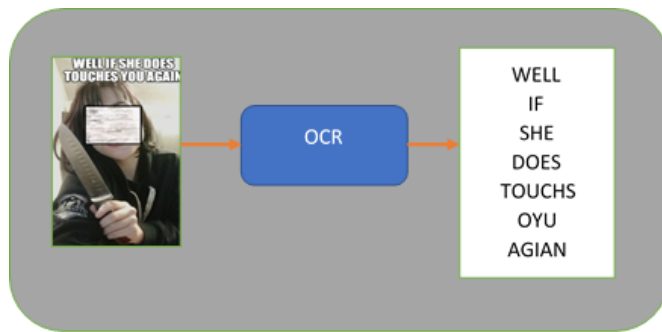 WELL IF SHE DOES
TOUCHES YOU AGAIN
OCR
WELL
IF
SHE
DOES
TOUCHS
OYU
AGIAN